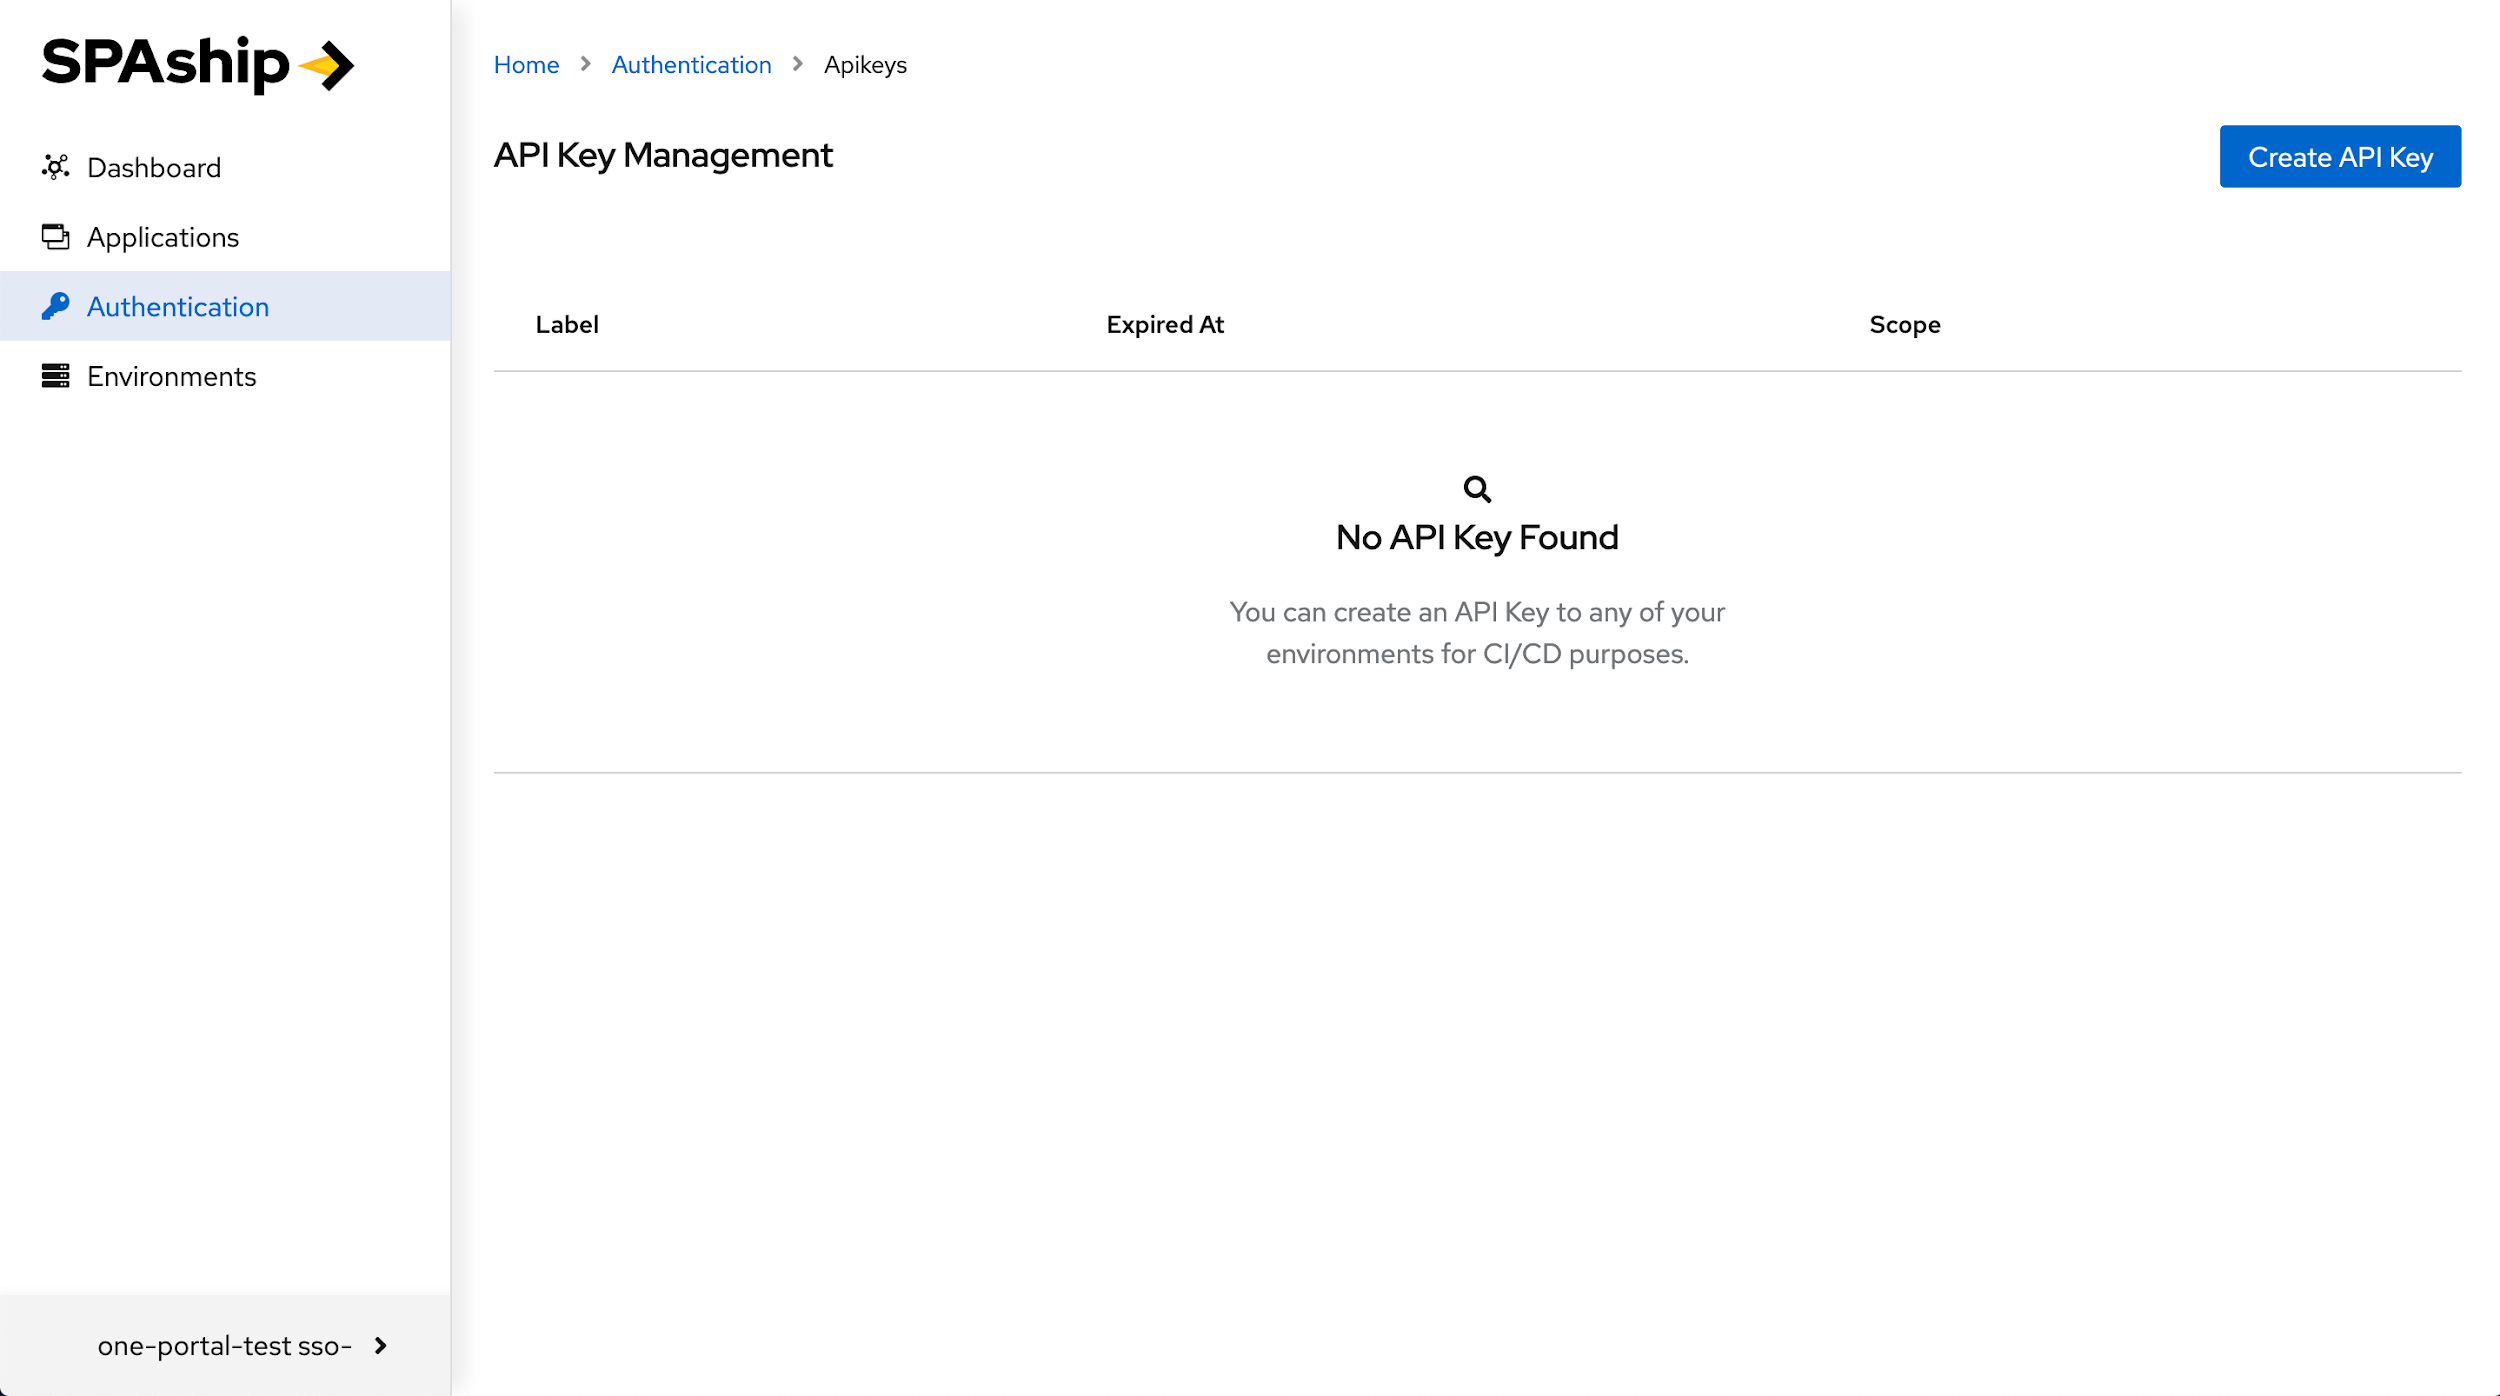 SPAship
Dashboard
Applications
Authentication
Environments
one-portal-test sso-
Home Authentication Apikeys
API Key Management
Create API Key
Label Expired At Scope
No API Key Found
You can create an API Key to any of your
environments for CI/CD purposes.